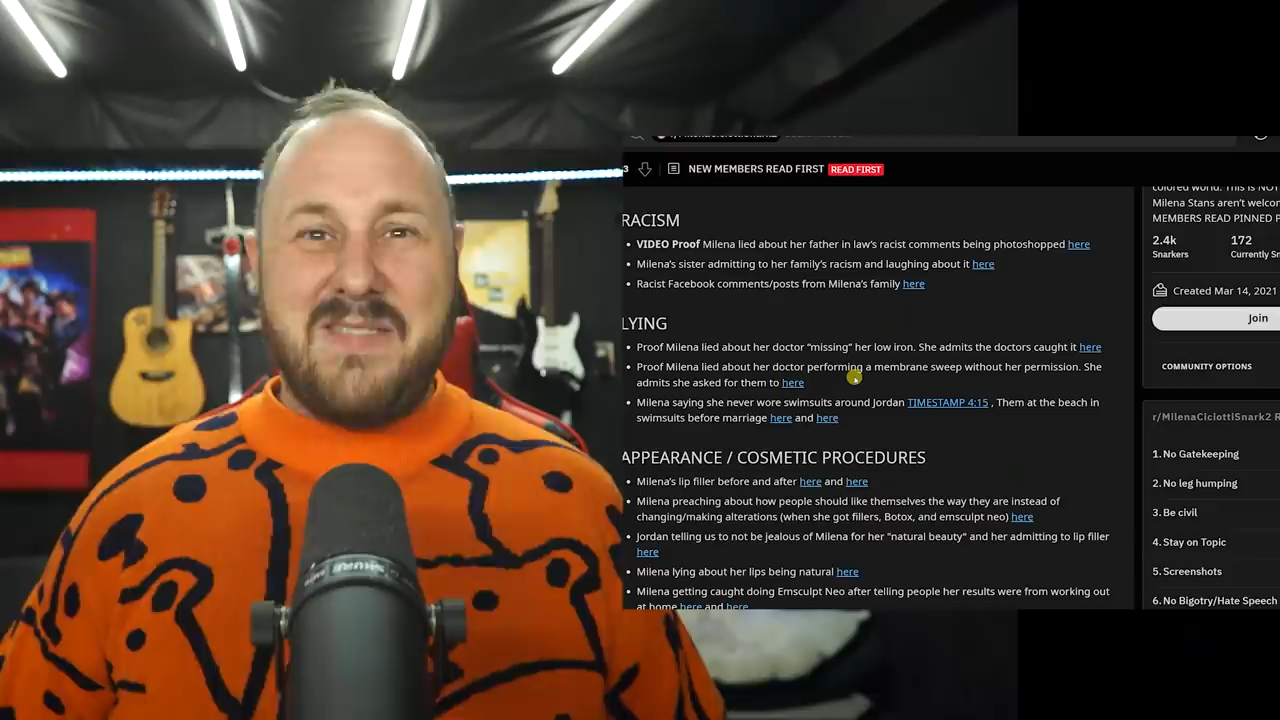 3 NEW MEMBERS READ FIRST READ FIRST
RACISM
• VIDEO Proof Milena lied about her father in law's racist comments being photoshopped here
• Milena's sister admitting to her family's racism and laughing about it here
• Racist Facebook comments/posts from Milena's family here
LYING
• Proof Milena lied about her doctor “missing” her low iron. She admits the doctors caught it here
• Proof Milena lied about her doctor performing a membrane sweep without her permission. She
admits she asked for them to here
• Milena saying she never wore swimsuits around Jordan TIMESTAMP 4:15 , Them at the beach in
swimsuits before marriage here and here
APPEARANCE / COSMETIC PROCEDURES
• Milena's lip filler before and after here and here
• Milena preaching about how people should like themselves the way they are instead of
changing/making alterations (when she got fillers, Botox, and emsculpt neo) here
• Jordan telling us to not be jealous of Milena for her "natural beauty" and her admitting to lip filler
here
• Milena lying about her lips being natural here
• Milena getting caught doing Emsculpt Neo after telling people her results were from working out
at home here and here
colored world. This is NOT
Milena Stans aren't welcom
MEMBERS READ PINNED P
2.4k 172
Snarkers Currently Sn
Created Mar 14, 2021
Join
COMMUNITY OPTIONS
r/MilenaCiciottiSnark2 R
1. No Gatekeeping
2. No leg humping
3. Be civil
4. Stay on Topic
5. Screenshots
6. No Bigotry/Hate Speech
SHURE